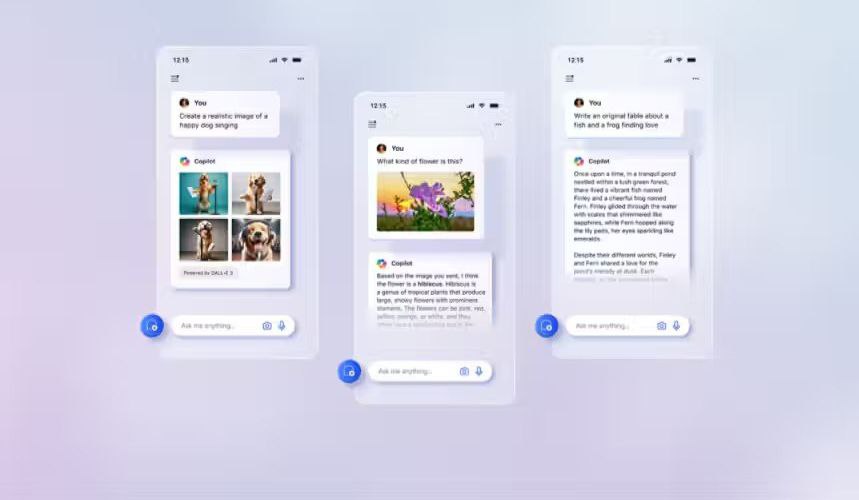 12:15
You
Create a realistic image of a
happy dog singing
Copilot
Powered by DALL·E 3
Ask me anything...
12:15
You
What kind of flower is this?
Copilot
Based on the image you sent, I think
the flower is a hibiscus. Hibiscus is
a genus of tropical plants that produce
large, showy flowers with prominent
stamens. The flowers can be pink, red,
yellow, orange, or white, and they
Ask me anything...
12:15
You
Write an original fable about a
fish and a frog finding love
Copilot
Once upon a time, in a tranquil pond
nestled within a lush green forest,
there lived a vibrant fish named
Finley and a cheerful frog named
Fern. Finley glided through the water
with scales that shimmered like
sapphires, while Fern hopped along
the lily pads, her eyes sparkling like
emeralds.
Despite their different worlds, Finley
and Fern shared a love for the
pond's melody at dusk. Each
Ask me anything...